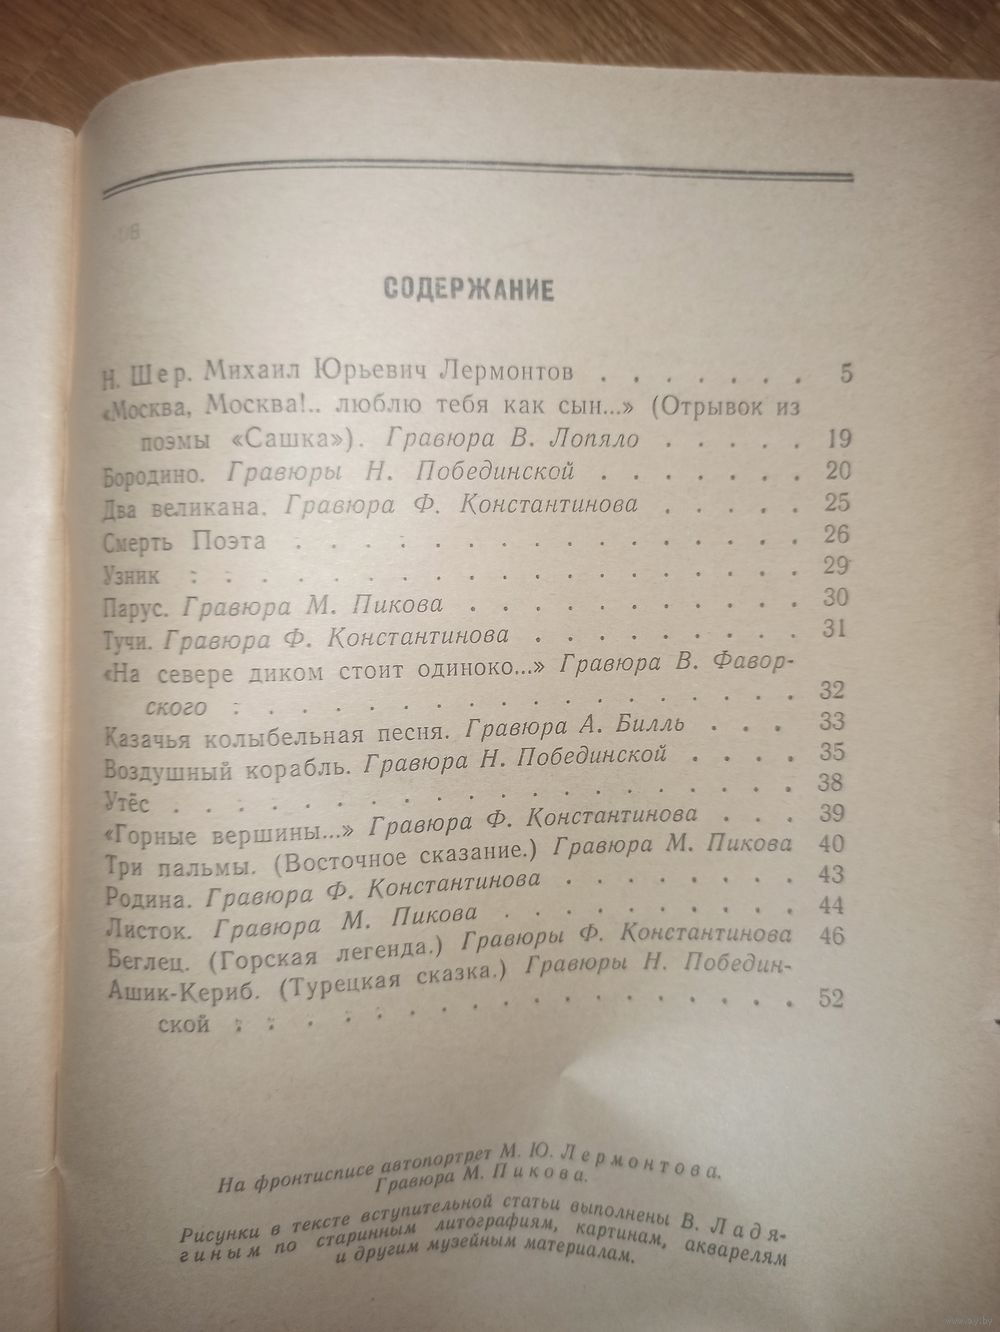 СОДЕРЖАНИЕ
Н. Шер. Михаил Юрьевич Лермонтов . . . . . . . 5
«Москва, Москва!.. люблю тебя как сын...» (Отрывок из
поэмы «Сашка»). Гравюра В. Лопяло . . . . . 19
Бородино. Гравюры Н. Побединской . . . . . . . 20
Два великана. Гравюра Ф. Константинова . . . . . 25
Смерть Поэта . . . . . . . . . . . . . . . 26
Узник . . . . . . . . . . . . . . . . . . 29
Парус. Гравюра М. Пикова . . . . . . . . . . 30
Тучи. Гравюра Ф. Константинова . . . . . . . . 31
«На севере диком стоит одиноко...» Гравюра В. Фавор-
ского . . . . . . . . . . . . . . . . . 32
Казачья колыбельная песня. Гравюра А. Билль . . . 33
Воздушный корабль. Гравюра Н. Побединской . . . . 35
Утёс . . . . . . . . . . . . . . . . . . . 38
«Горные вершины...» Гравюра Ф. Константинова . . . 39
Три пальмы. (Восточное сказание.) Гравюра М. Пикова 40
Родина. Гравюра Ф. Константинова . . . . . . . . 43
Листок. Гравюра М. Пикова . . . . . . . . . . 44
Беглец. (Горская легенда.) Гравюры Ф. Константинова 46
Ашик-Кериб. (Турецкая сказка.) Гравюры Н. Побединской-
ской . . . . . . . . . . . . . . . . . 52
На фронтисписе автопортрет М. Ю. Лермонтова.
Гравюра М. Пикова.
Рисунки в тексте вступительной статьи выполнены В. Ладя-
гиным по старинным литографиям, картинам, акварелям
и другим музейным материалам.
www.ay.by